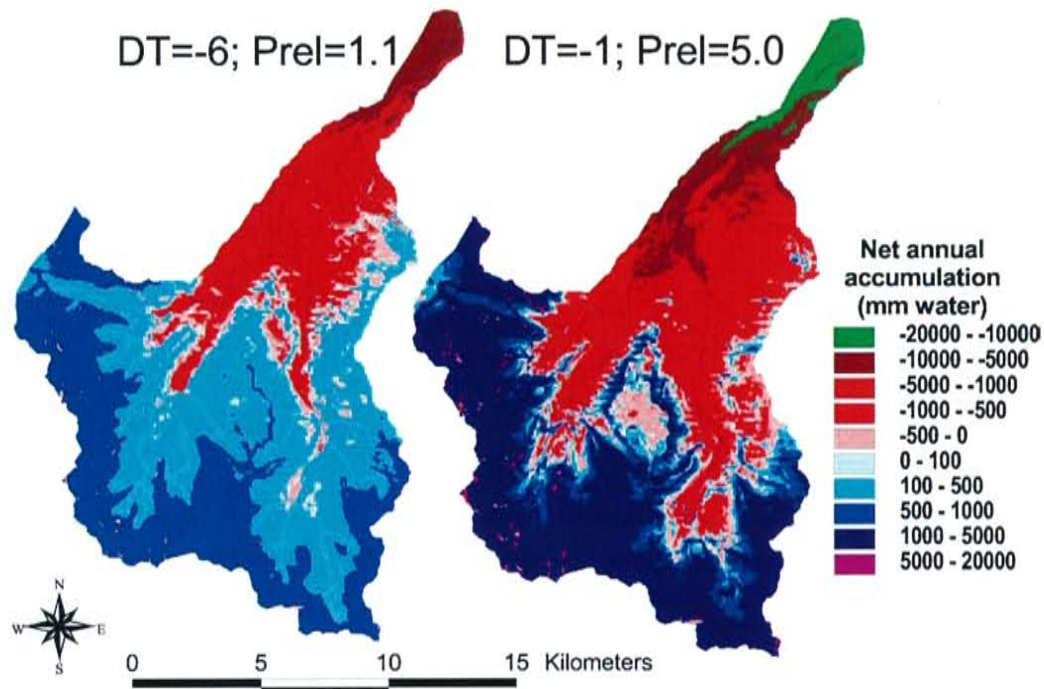 DT=-6; Prel=1.1
DT=-1; Prel=5.0
Net annual
accumulation
(mm water)
-20000 - -10000
-10000 - -5000
-5000 - -1000
-1000 - -500
-500 - 0
0 - 100
100 - 500
500 - 1000
1000 - 5000
5000 - 20000
N
W E
S
0 5 10 15 Kilometers